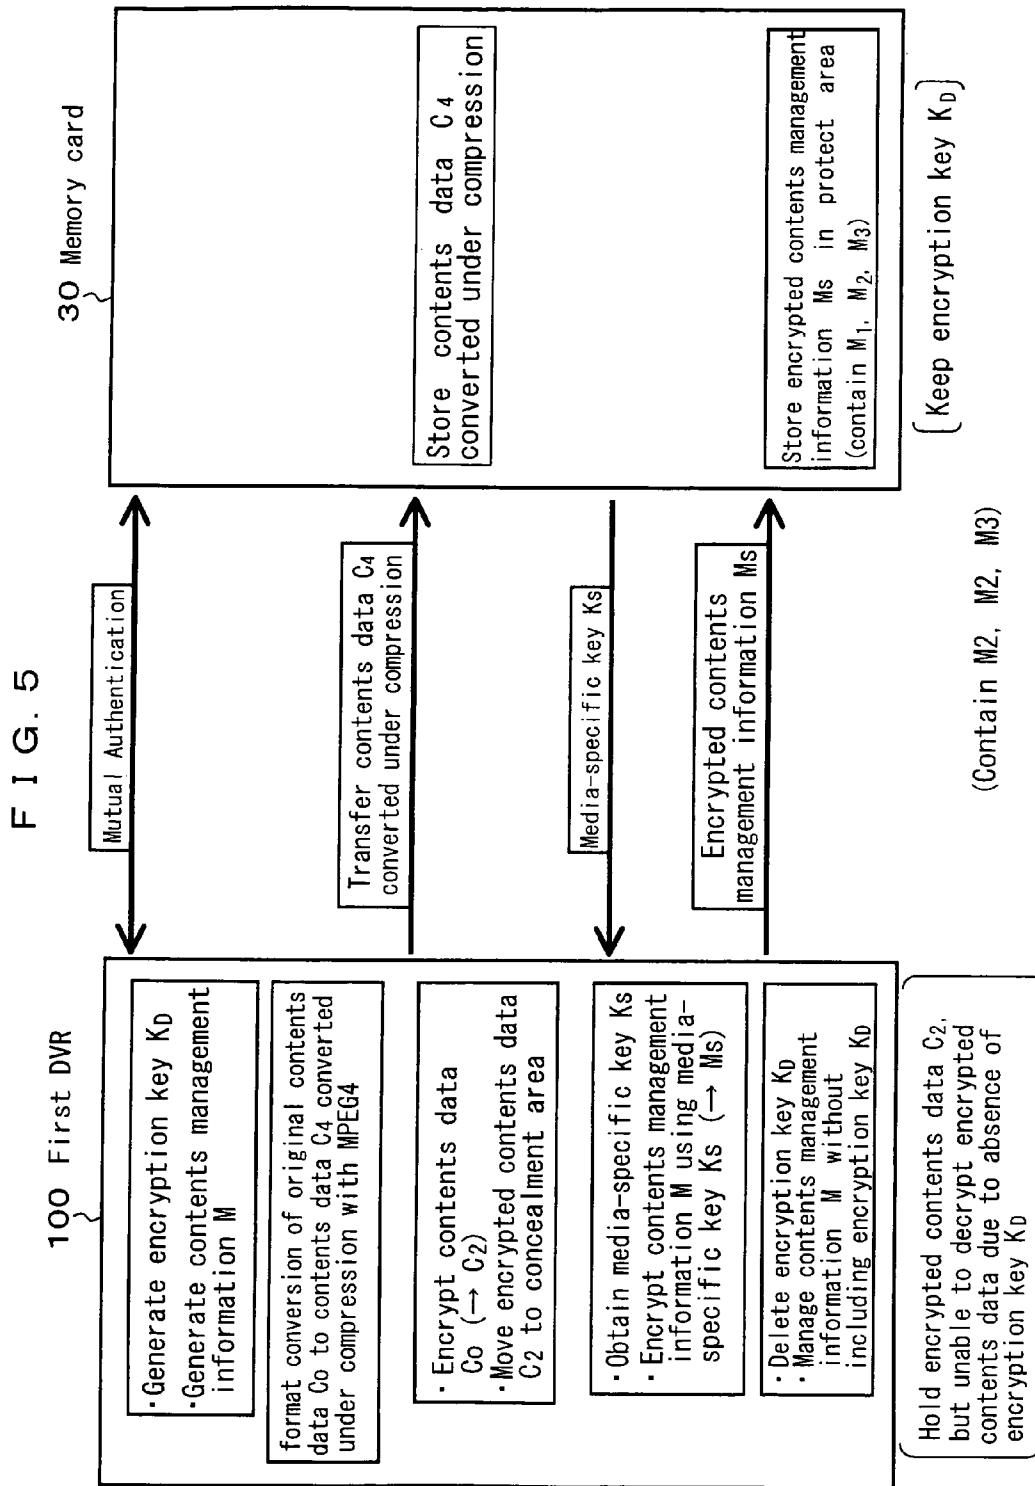 F I G. 5
100 First DVR
30 Memory card
Mutual Authentication
・Generate encryption key KD
・Generate contents management
information M
format conversion of original contents
data Co to contents data C4 converted
under compression with MPEG4
Transfer contents data C4
converted under compression
Store contents data C4
converted under compression
・Encrypt contents data
Co (→ C2)
・Move encrypted contents data
C2 to concealment area
Media-specific key Ks
・Obtain media-specific key Ks
・Encrypt contents management
information M using media-
specific key Ks (→ Ms)
Encrypted contents
management information Ms
Store encrypted contents management
information Ms in protect area
(contain M1, M2, M3)
・Delete encryption key KD
・Manage contents management
information M without
including encryption key KD
Hold encrypted contents data C2,
but unable to decrypt encrypted
contents data due to absence of
encryption key KD
[Keep encryption key KD]
(Contain M2, M2, M3)